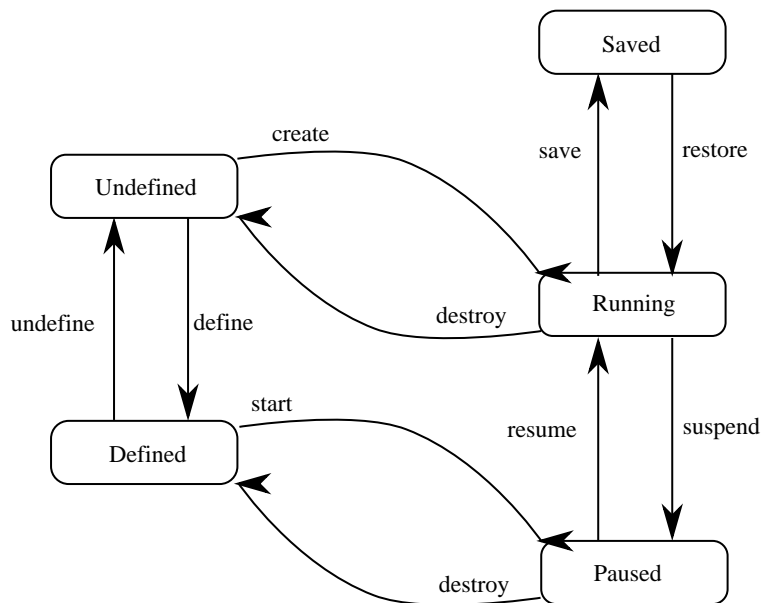 Saved
create
save
restore
Undefined
Running
undefine
define
destroy
start
resume
suspend
Defined
destroy
Paused